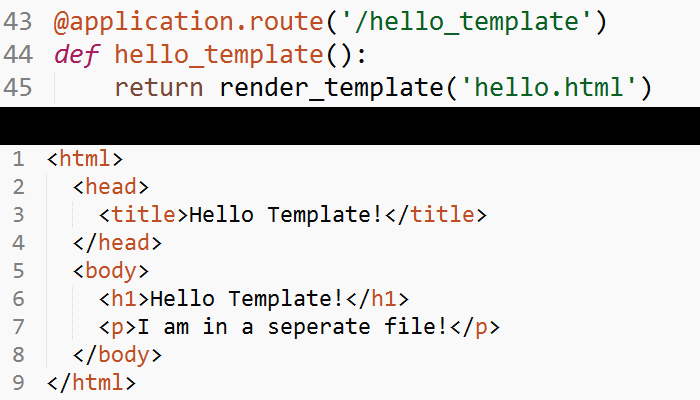 43 @application.route('/hello_template')
44 def hello_template():
45     return render_template('hello.html')
1 <html>
2   <head>
3     <title>Hello Template!</title>
4   </head>
5   <body>
6     <h1>Hello Template!</h1>
7     <p>I am in a seperate file!</p>
8   </body>
9 </html>